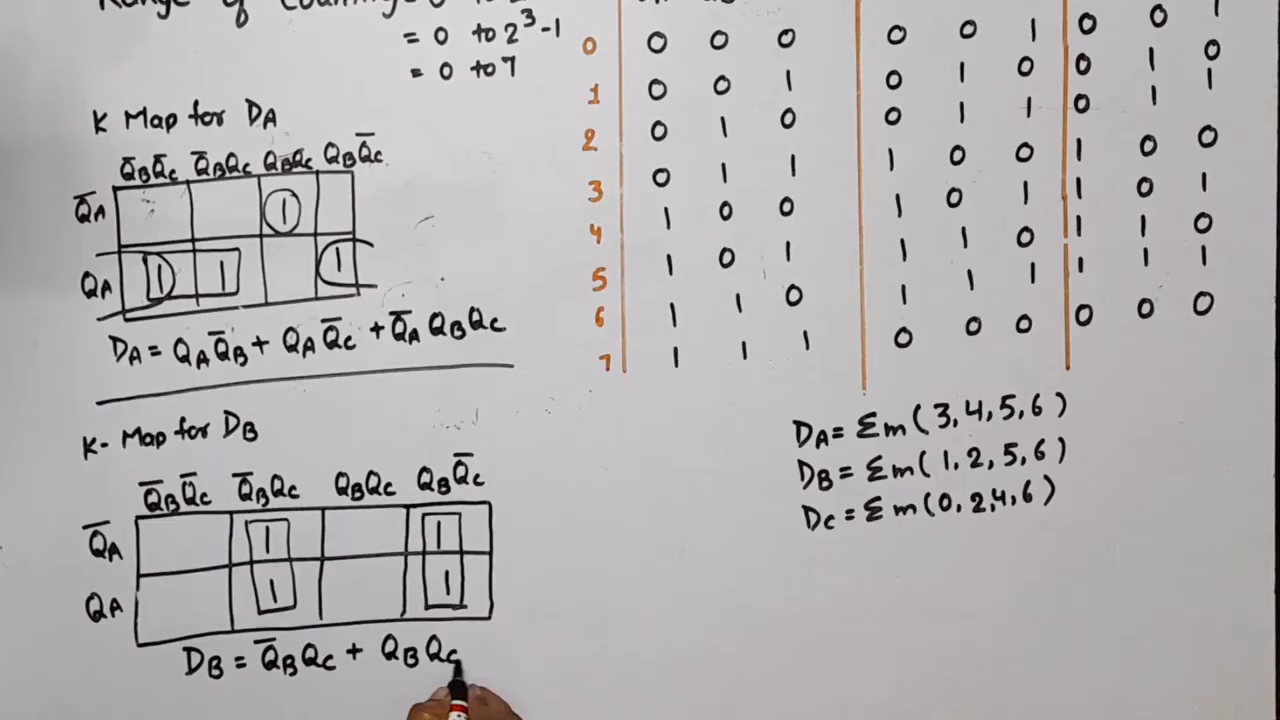 Range of Counting = 0 to 2
= 0 to 2³-1
= 0 to 7
K Map for DA
Q̅BQ̅C Q̅BQC QBQC QBQ̅C
Q̅A 1
QA 1 1 1
DA = QAQ̅B + QAQ̅C + Q̅AQBQC
K- Map for DB
Q̅BQ̅C Q̅BQC QBQC QBQ̅C
Q̅A 1 1
QA 1 1
DB = Q̅BQC + QBQC
0 0 0 0 0 0 1 0 0 1
1 0 0 1 0 1 0 0 1 0
2 0 1 0 0 1 1 0 1 1
3 0 1 1 1 0 0 1 0 0
4 1 0 0 1 0 1 1 0 1
5 1 0 1 1 1 0 1 1 0
6 1 1 0 1 1 1 1 1 1
7 1 1 1 0 0 0 0 0 0
DA = Σm(3,4,5,6)
DB = Σm(1,2,5,6)
DC = Σm(0,2,4,6)